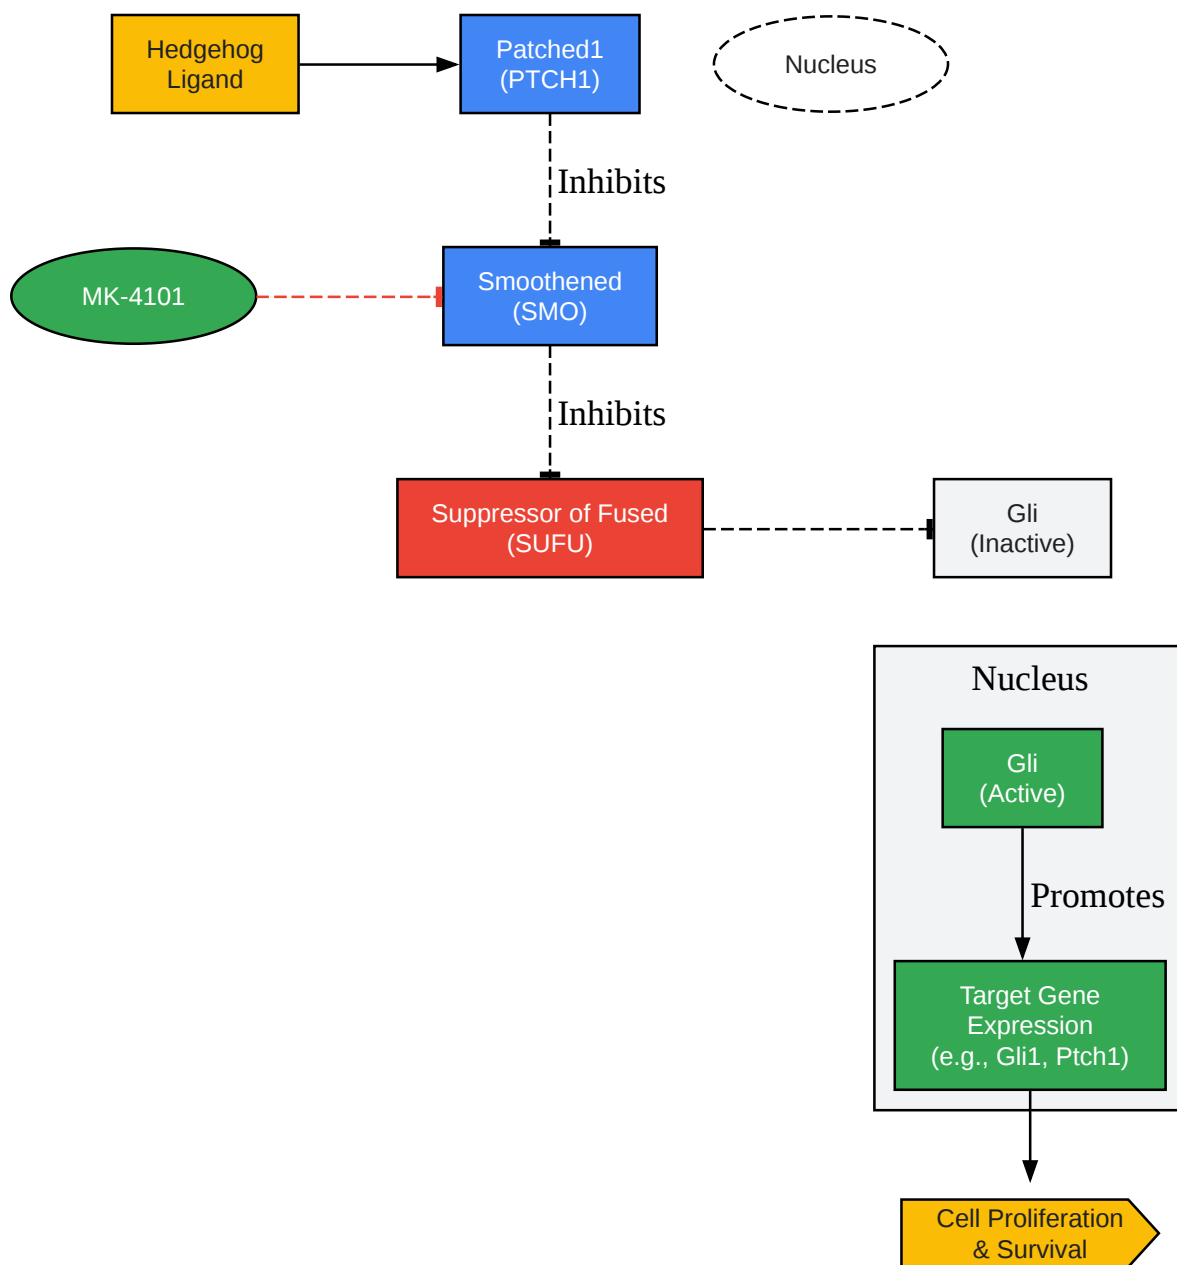 Hedgehog
Ligand
Patched1
(PTCH1)
Nucleus
Inhibits
MK-4101
Smoothened
(SMO)
Inhibits
Suppressor of Fused
(SUFU)
Gli
(Inactive)
Nucleus
Gli
(Active)
Promotes
Target Gene
Expression
(e.g., Gli1, Ptch1)
Cell Proliferation
& Survival